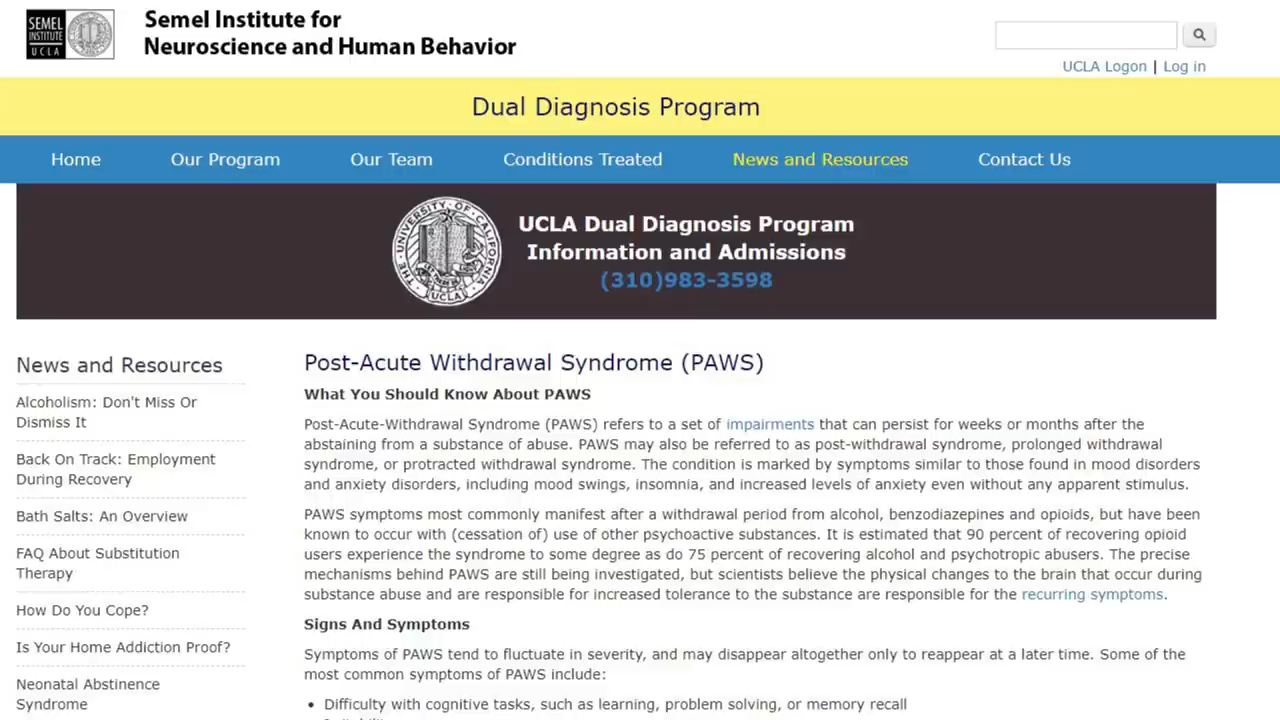 SEMEL
INSTITUTE
UCLA
Semel Institute for
Neuroscience and Human Behavior
UCLA Logon | Log in
Dual Diagnosis Program
Home
Our Program
Our Team
Conditions Treated
News and Resources
Contact Us
THE UNIVERSITY OF CALIFORNIA
UCLA
UCLA Dual Diagnosis Program
Information and Admissions
(310)983-3598
News and Resources
Alcoholism: Don't Miss Or
Dismiss It
Back On Track: Employment
During Recovery
Bath Salts: An Overview
FAQ About Substitution
Therapy
How Do You Cope?
Is Your Home Addiction Proof?
Neonatal Abstinence
Syndrome
Post-Acute Withdrawal Syndrome (PAWS)
What You Should Know About PAWS
Post-Acute-Withdrawal Syndrome (PAWS) refers to a set of impairments that can persist for weeks or months after the
abstaining from a substance of abuse. PAWS may also be referred to as post-withdrawal syndrome, prolonged withdrawal
syndrome, or protracted withdrawal syndrome. The condition is marked by symptoms similar to those found in mood disorders
and anxiety disorders, including mood swings, insomnia, and increased levels of anxiety even without any apparent stimulus.
PAWS symptoms most commonly manifest after a withdrawal period from alcohol, benzodiazepines and opioids, but have been
known to occur with (cessation of) use of other psychoactive substances. It is estimated that 90 percent of recovering opioid
users experience the syndrome to some degree as do 75 percent of recovering alcohol and psychotropic abusers. The precise
mechanisms behind PAWS are still being investigated, but scientists believe the physical changes to the brain that occur during
substance abuse and are responsible for increased tolerance to the substance are responsible for the recurring symptoms.
Signs And Symptoms
Symptoms of PAWS tend to fluctuate in severity, and may disappear altogether only to reappear at a later time. Some of the
most common symptoms of PAWS include:
• Difficulty with cognitive tasks, such as learning, problem solving, or memory recall